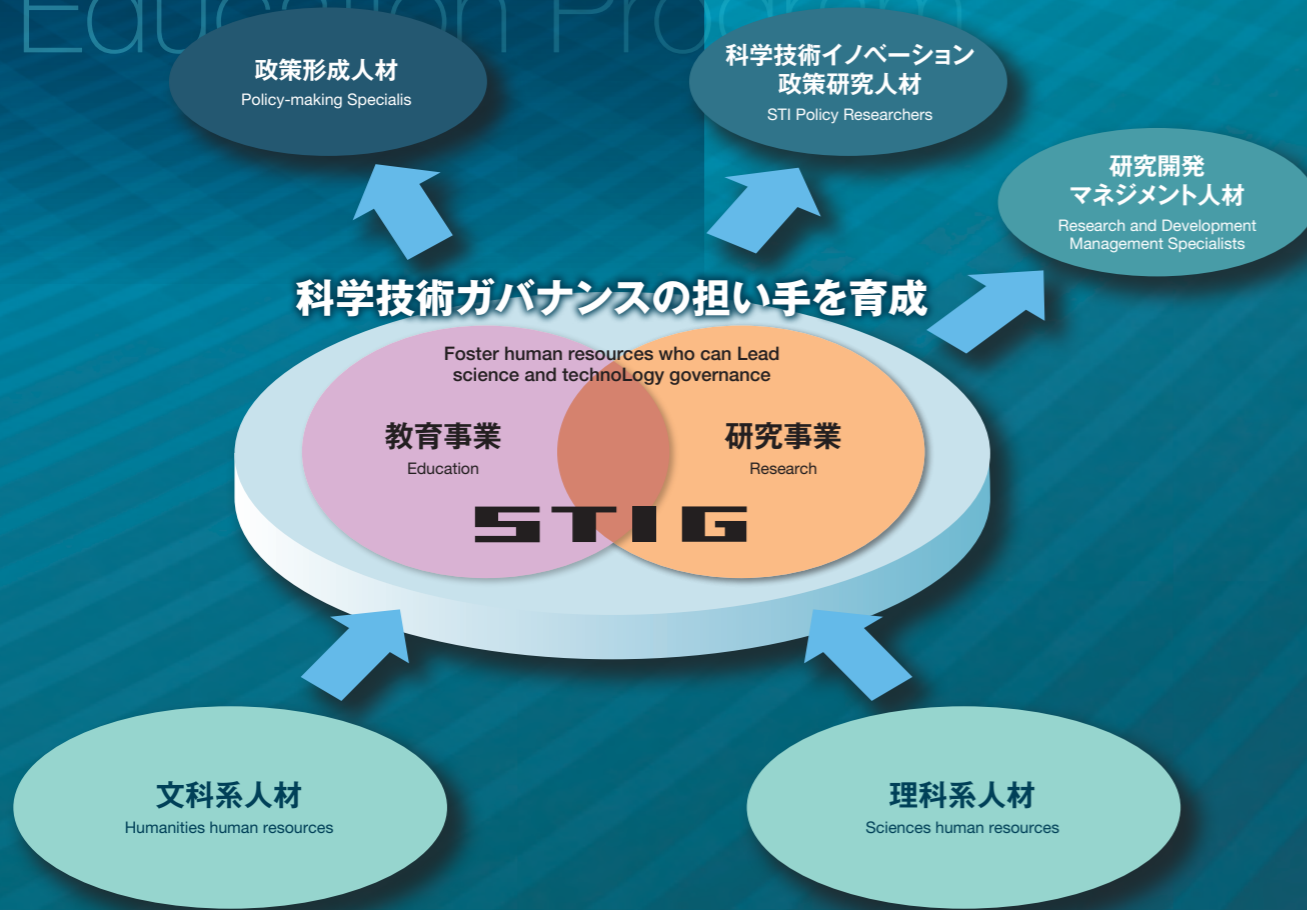 Education Program
政策形成人材
Policy-making Specialis
科学技術イノベーション
政策研究人材
STI Policy Researchers
研究開発
マネジメント人材
Research and Development
Management Specialists
科学技術ガバナンスの担い手を育成
Foster human resources who can Lead
science and technoLogy governance
教育事業
Education
研究事業
Research
STIG
文科系人材
Humanities human resources
理科系人材
Sciences human resources